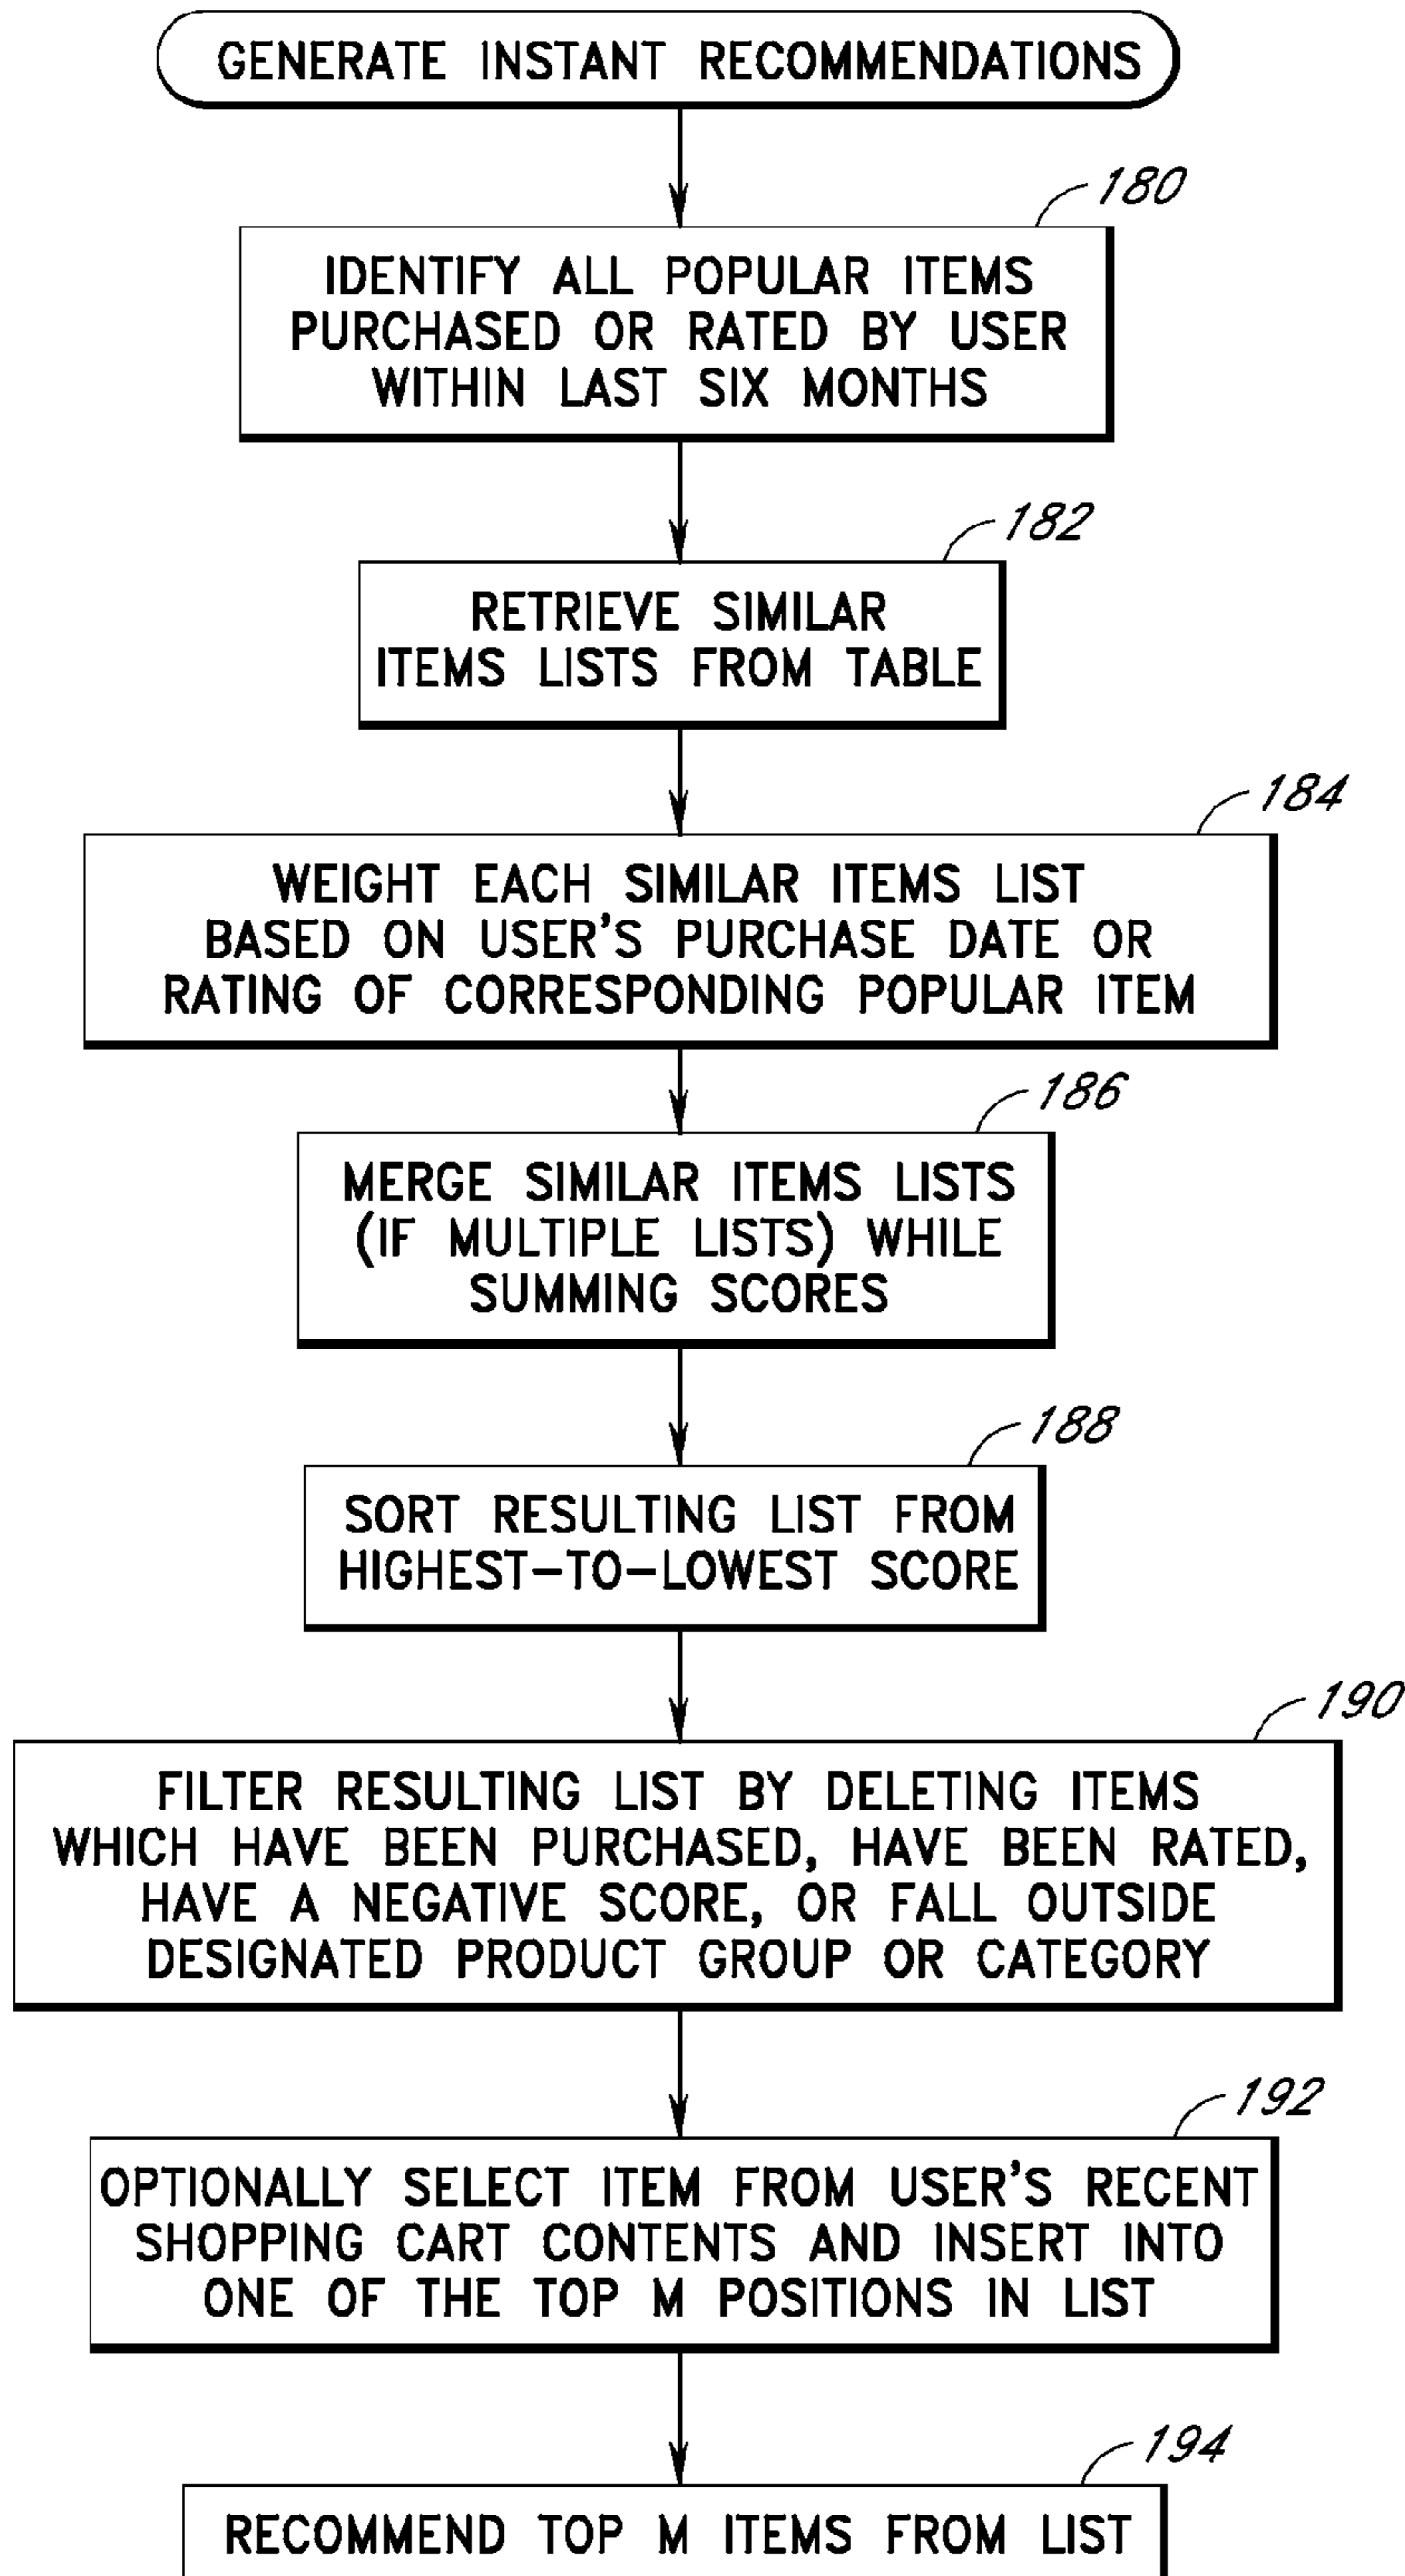 GENERATE INSTANT RECOMMENDATIONS
180
IDENTIFY ALL POPULAR ITEMS
PURCHASED OR RATED BY USER
WITHIN LAST SIX MONTHS
182
RETRIEVE SIMILAR
ITEMS LISTS FROM TABLE
184
WEIGHT EACH SIMILAR ITEMS LIST
BASED ON USER'S PURCHASE DATE OR
RATING OF CORRESPONDING POPULAR ITEM
186
MERGE SIMILAR ITEMS LISTS
(IF MULTIPLE LISTS) WHILE
SUMMING SCORES
188
SORT RESULTING LIST FROM
HIGHEST-TO-LOWEST SCORE
190
FILTER RESULTING LIST BY DELETING ITEMS
WHICH HAVE BEEN PURCHASED, HAVE BEEN RATED,
HAVE A NEGATIVE SCORE, OR FALL OUTSIDE
DESIGNATED PRODUCT GROUP OR CATEGORY
192
OPTIONALLY SELECT ITEM FROM USER'S RECENT
SHOPPING CART CONTENTS AND INSERT INTO
ONE OF THE TOP M POSITIONS IN LIST
194
RECOMMEND TOP M ITEMS FROM LIST